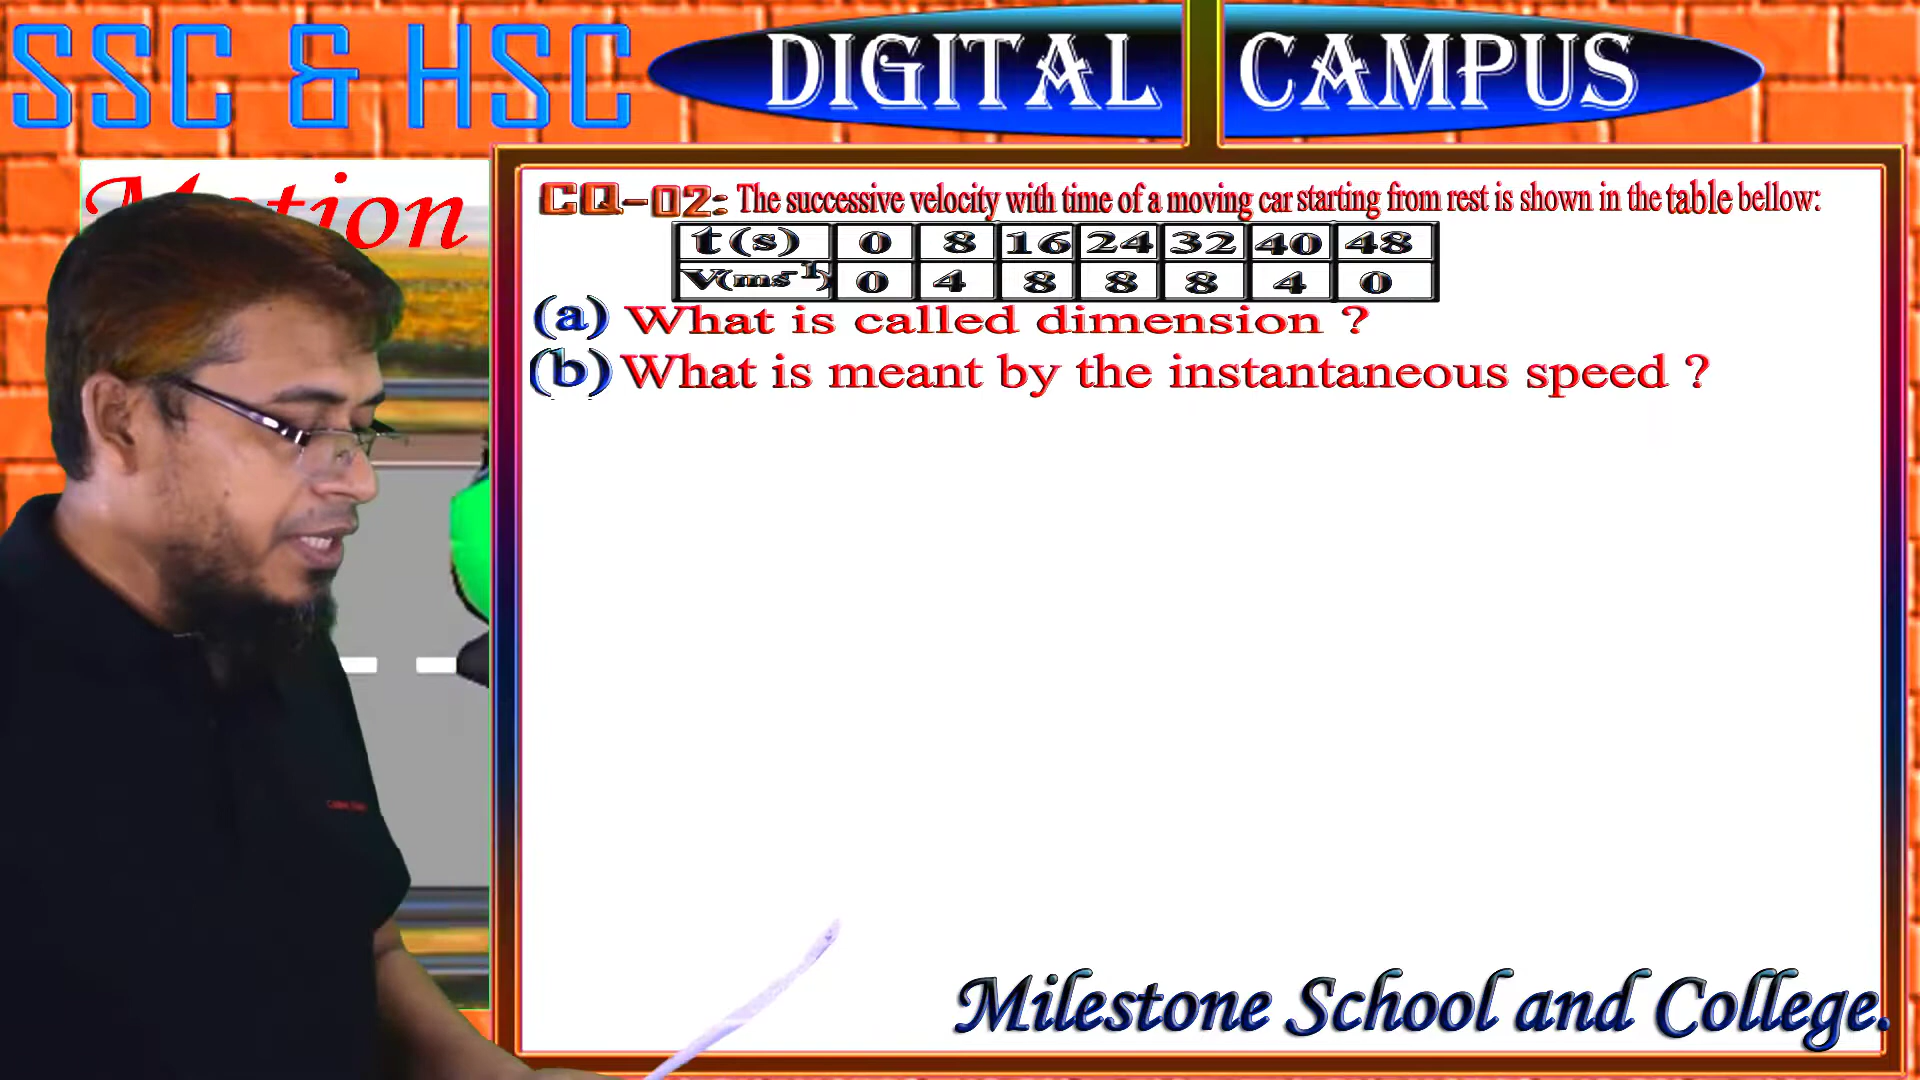 SSC & HSC DIGITAL CAMPUS
Motion
CQ-02: The successive velocity with time of a moving car starting from rest is shown in the table bellow:
t(s) 0 8 16 24 32 40 48
V(ms⁻¹) 0 4 8 8 8 4 0
(a) What is called dimension ?
(b) What is meant by the instantaneous speed ?
Milestone School and College.